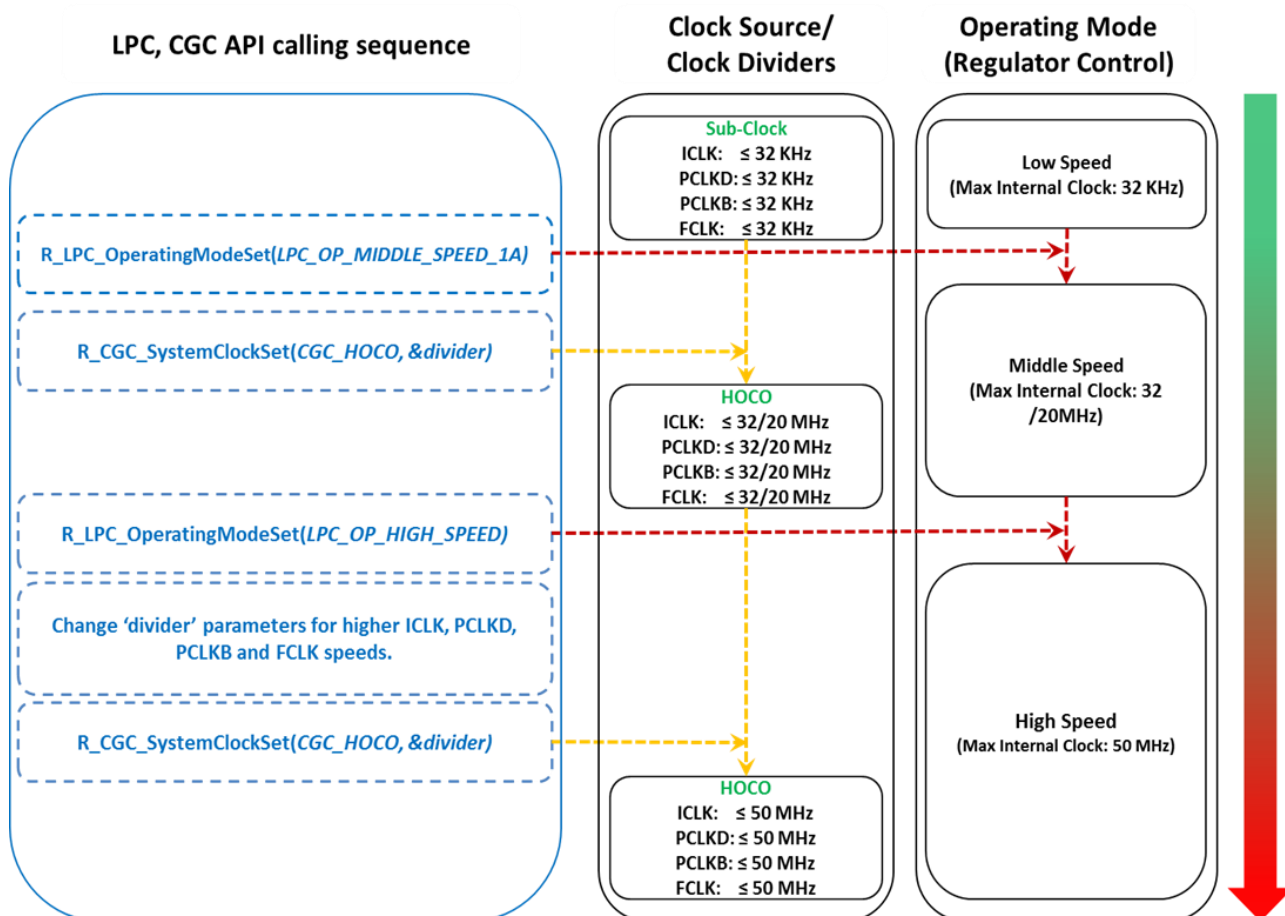 LPC, CGC API calling sequence
Clock Source/
Clock Dividers
Operating Mode
(Regulator Control)
R_LPC_OperatingModeSet(LPC_OP_MIDDLE_SPEED_1A)
R_CGC_SystemClockSet(CGC_HOCO, &divider)
R_LPC_OperatingModeSet(LPC_OP_HIGH_SPEED)
Change ‘divider’ parameters for higher ICLK, PCLKD,
PCLKB and FCLK speeds.
R_CGC_SystemClockSet(CGC_HOCO, &divider)
Sub-Clock
ICLK: ≤ 32 KHz
PCLKD: ≤ 32 KHz
PCLKB: ≤ 32 KHz
FCLK: ≤ 32 KHz
HOCO
ICLK: ≤ 32/20 MHz
PCLKD: ≤ 32/20 MHz
PCLKB: ≤ 32/20 MHz
FCLK: ≤ 32/20 MHz
HOCO
ICLK: ≤ 50 MHz
PCLKD: ≤ 50 MHz
PCLKB: ≤ 50 MHz
FCLK: ≤ 50 MHz
Low Speed
(Max Internal Clock: 32 KHz)
Middle Speed
(Max Internal Clock: 32
/20MHz)
High Speed
(Max Internal Clock: 50 MHz)